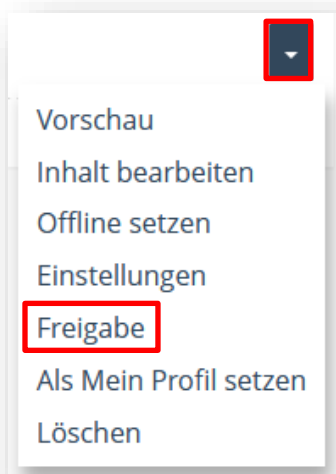 Vorschau
Inhalt bearbeiten
Offline setzen
Einstellungen
Freigabe
Als Mein Profil setzen
Löschen